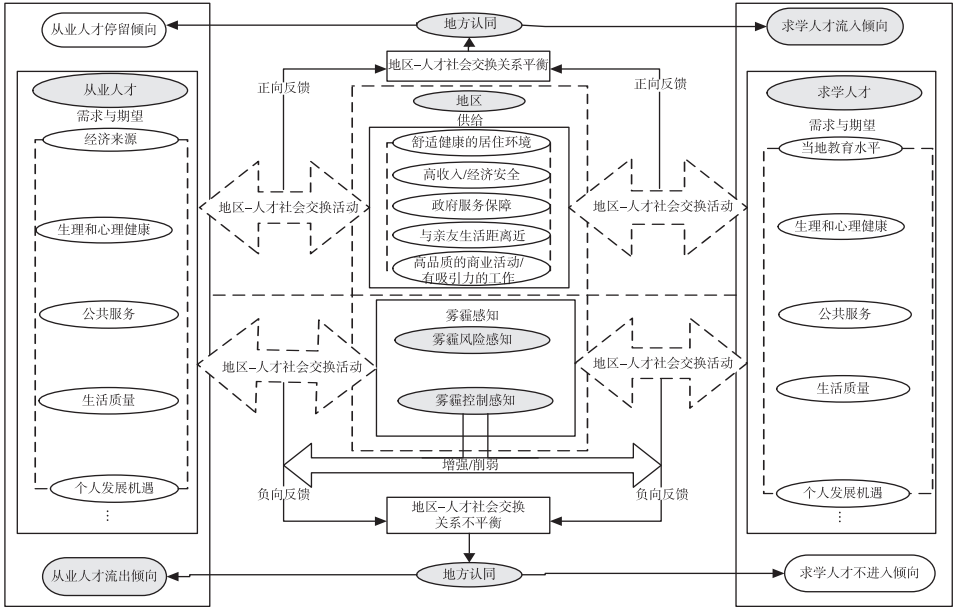 从业人才停留倾向
地方认同
求学人才流入倾向
地区–人才社会交换关系平衡
正向反馈
正向反馈
从业人才
需求与期望
经济来源
生理和心理健康
公共服务
生活质量
个人发展机遇
…
地区
供给
舒适健康的居住环境
高收入/经济安全
政府服务保障
与亲友生活距离近
高品质的商业活动/
有吸引力的工作
地区–人才社会交换活动
地区–人才社会交换活动
求学人才
需求与期望
当地教育水平
生理和心理健康
公共服务
生活质量
个人发展机遇
…
雾霾感知
雾霾风险感知
雾霾控制感知
地区–人才社会交换活动
地区–人才社会交换活动
增强/削弱
负向反馈
负向反馈
地区–人才社会交换
关系不平衡
从业人才流出倾向
地方认同
求学人才不进入倾向